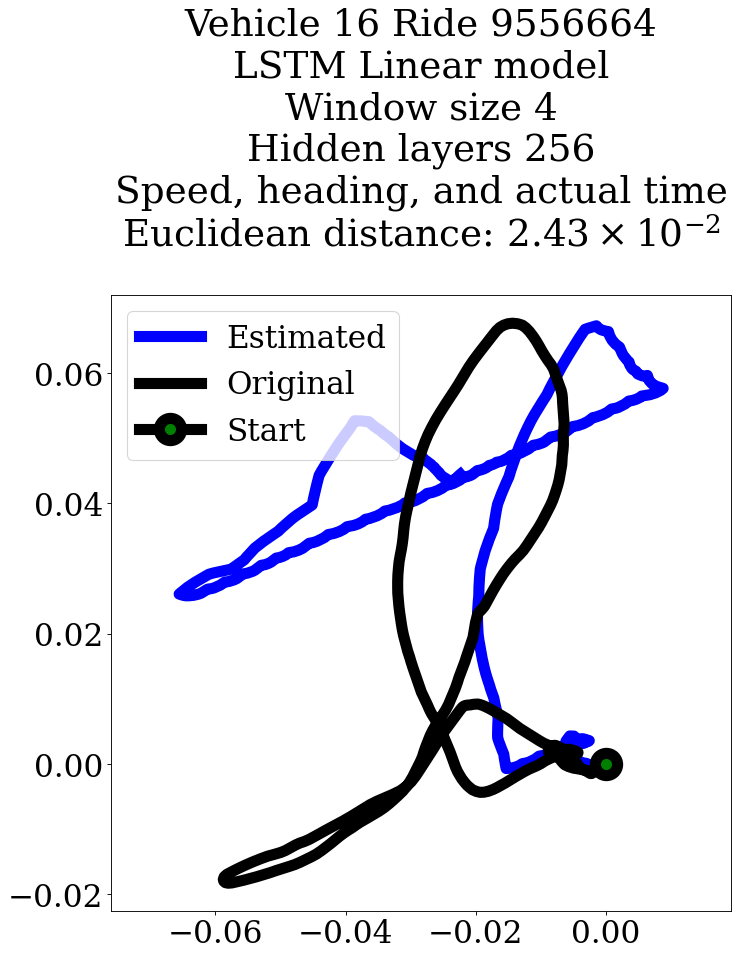 Vehicle 16 Ride 9556664
LSTM Linear model
Window size 4
Hidden layers 256
Speed, heading, and actual time
Euclidean distance: 2.43 × 10⁻²
Estimated
Original
Start
0.06
0.04
0.02
0.00
−0.02
−0.06 −0.04 −0.02 0.00